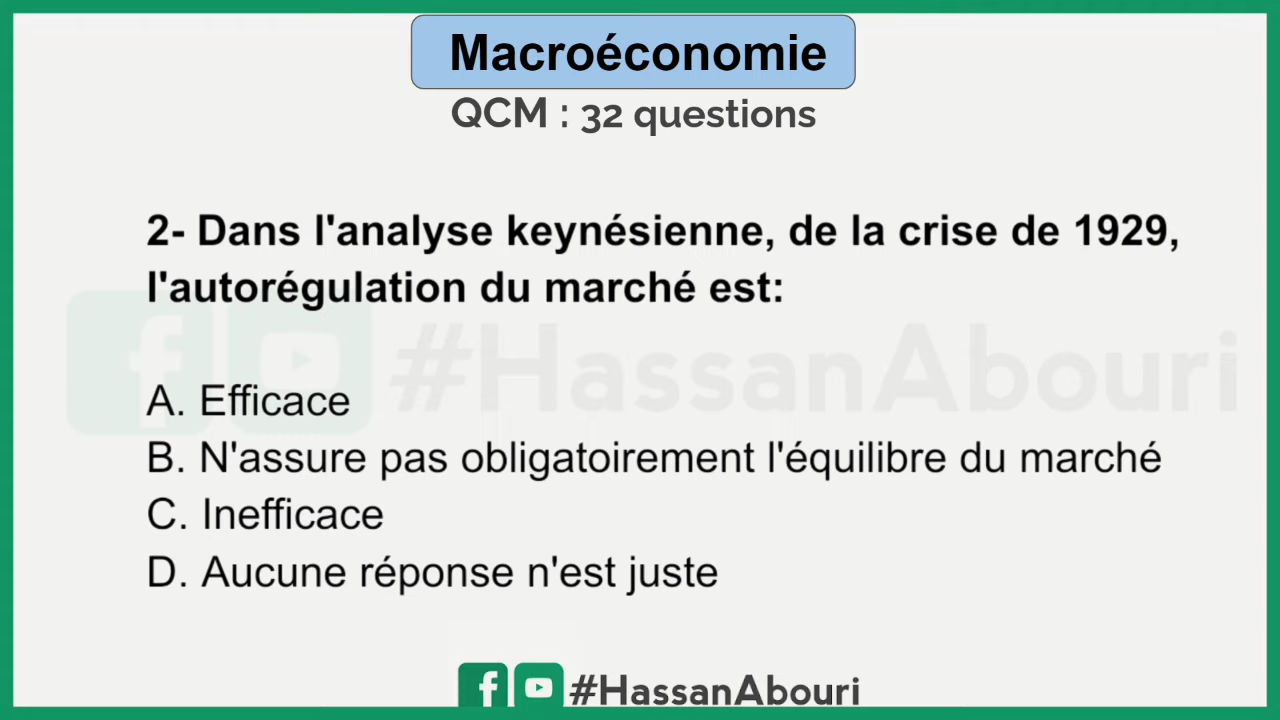 Macroéconomie
QCM : 32 questions
2- Dans l'analyse keynésienne, de la crise de 1929,
l'autorégulation du marché est:
#HassanAbouri
A. Efficace
B. N'assure pas obligatoirement l'équilibre du marché
C. Inefficace
D. Aucune réponse n'est juste
#HassanAbouri